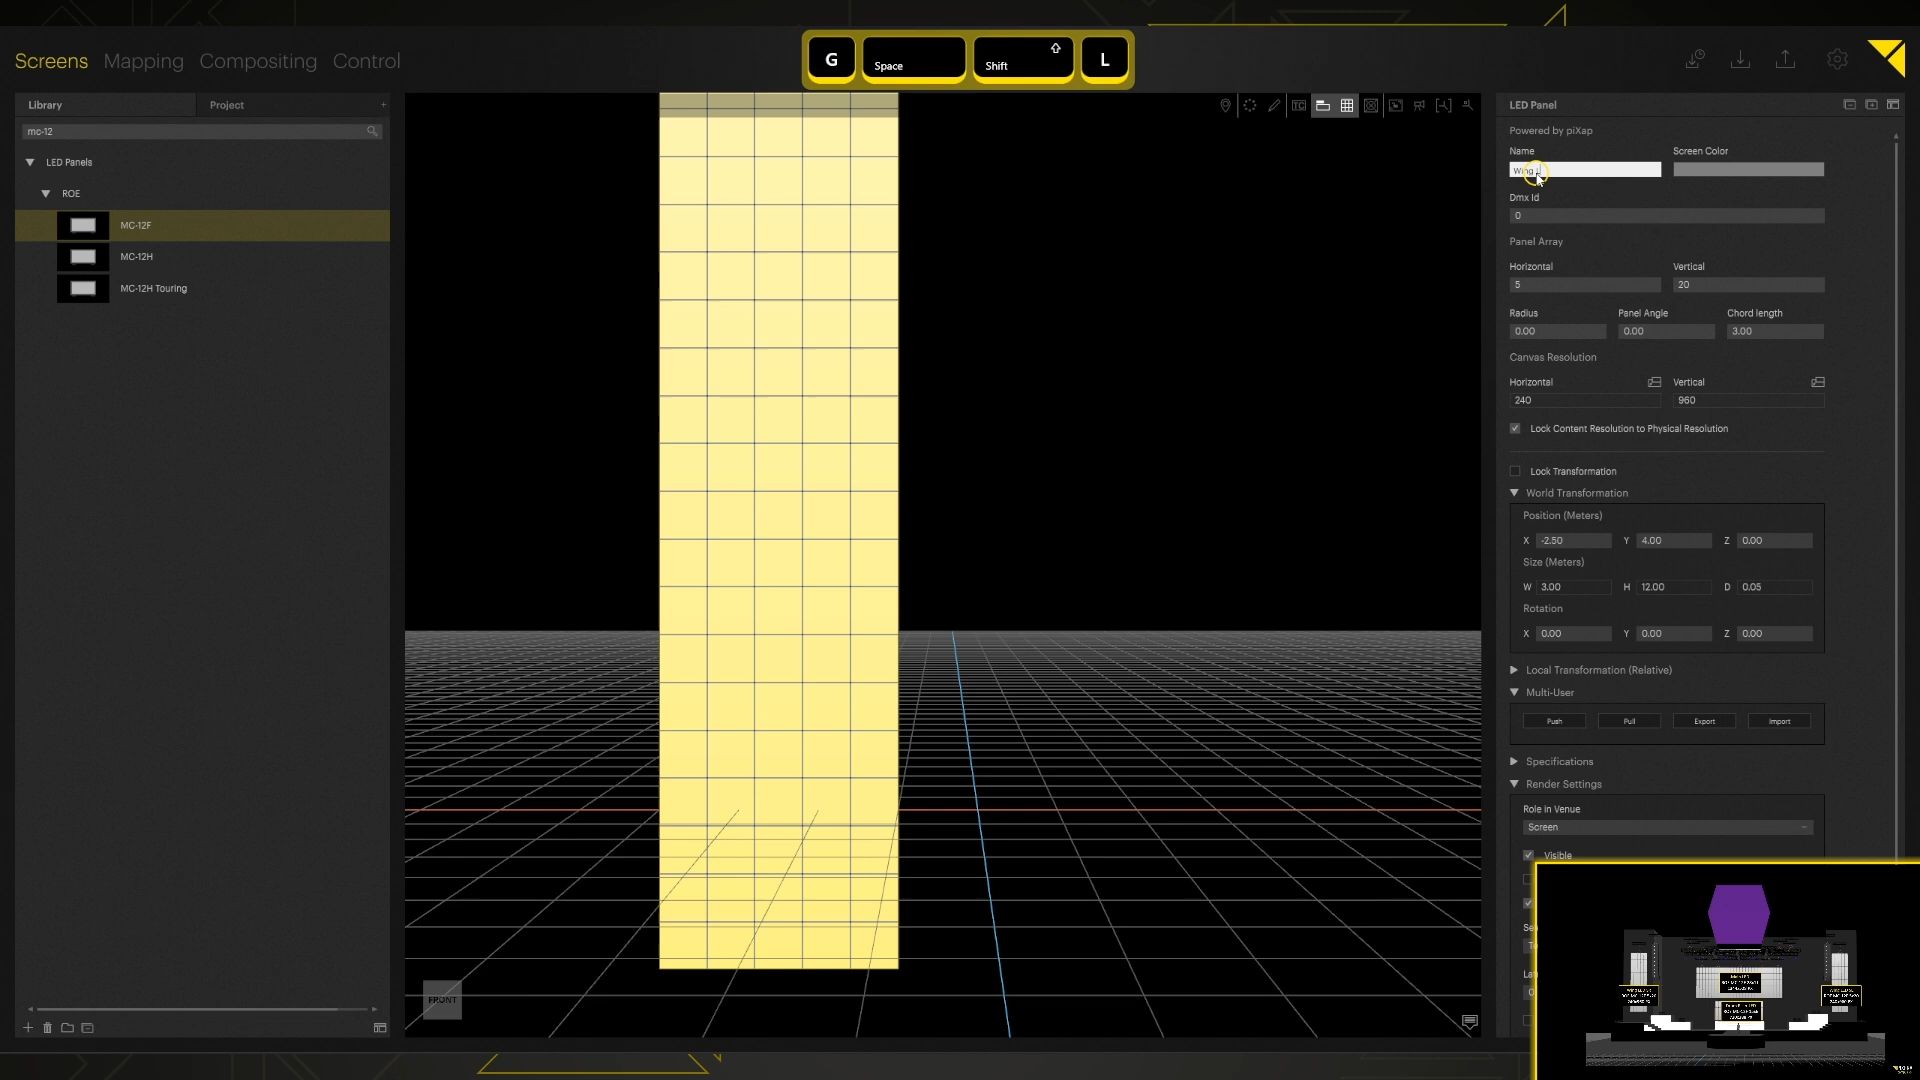 G Space Shift L
Screens Mapping Compositing Control
Library Project
mc-12
LED Panels
ROE
MC-12F
MC-12H
MC-12H Touring
TC
FRONT
LED Panel
Powered by piXap
Name Screen Color
Wing
Dmx Id
0
Panel Array
Horizontal Vertical
5 20
Radius Panel Angle Chord length
0.00 0.00 3.00
Canvas Resolution
Horizontal Vertical
240 960
Lock Content Resolution to Physical Resolution
Lock Transformation
World Transformation
Position (Meters)
X -2.50 Y 4.00 Z 0.00
Size (Meters)
W 3.00 H 12.00 D 0.05
Rotation
X 0.00 Y 0.00 Z 0.00
Local Transformation (Relative)
Multi-User
Push Pull Export Import
Specifications
Render Settings
Role In Venue
Screen
Visible